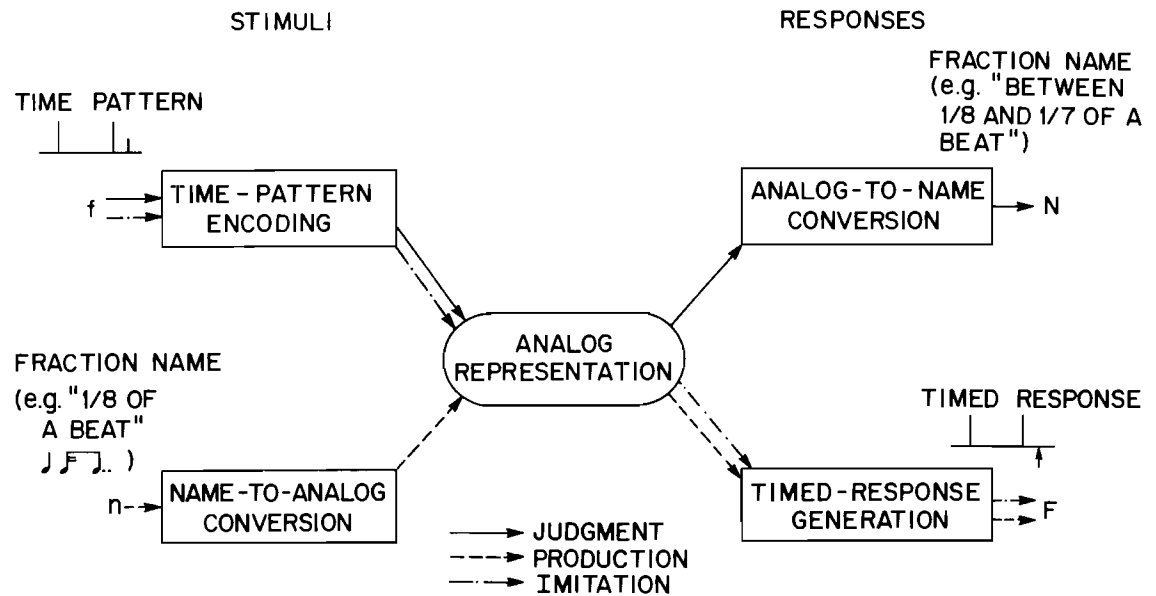 STIMULI
RESPONSES
TIME PATTERN
FRACTION NAME
(e.g. "BETWEEN
1/8 AND 1/7 OF A
BEAT")
f
TIME-PATTERN
ENCODING
ANALOG-TO-NAME
CONVERSION
N
ANALOG
REPRESENTATION
FRACTION NAME
(e.g. "1/8 OF
A BEAT"
)
TIMED RESPONSE
n
NAME-TO-ANALOG
CONVERSION
TIMED-RESPONSE
GENERATION
F
JUDGMENT
PRODUCTION
IMITATION